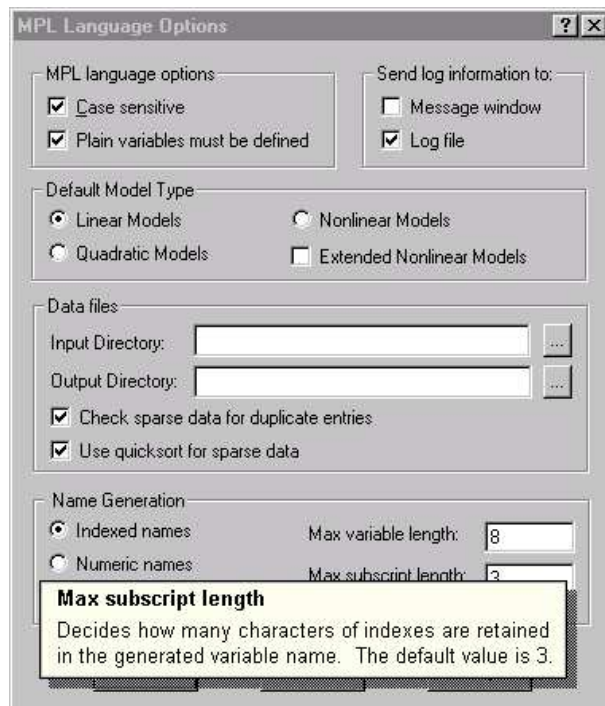 MPL Language Options
MPL language options
Case sensitive
Plain variables must be defined
Send log information to:
Message window
Log file
Default Model Type
Linear Models
Nonlinear Models
Quadratic Models
Extended Nonlinear Models
Data files
Input Directory:
...
Output Directory:
...
Check sparse data for duplicate entries
Use quicksort for sparse data
Name Generation
Indexed names
Max variable length: 8
Numeric names
Max subscript length: 3
Max subscript length
Decides how many characters of indexes are retained
in the generated variable name. The default value is 3.